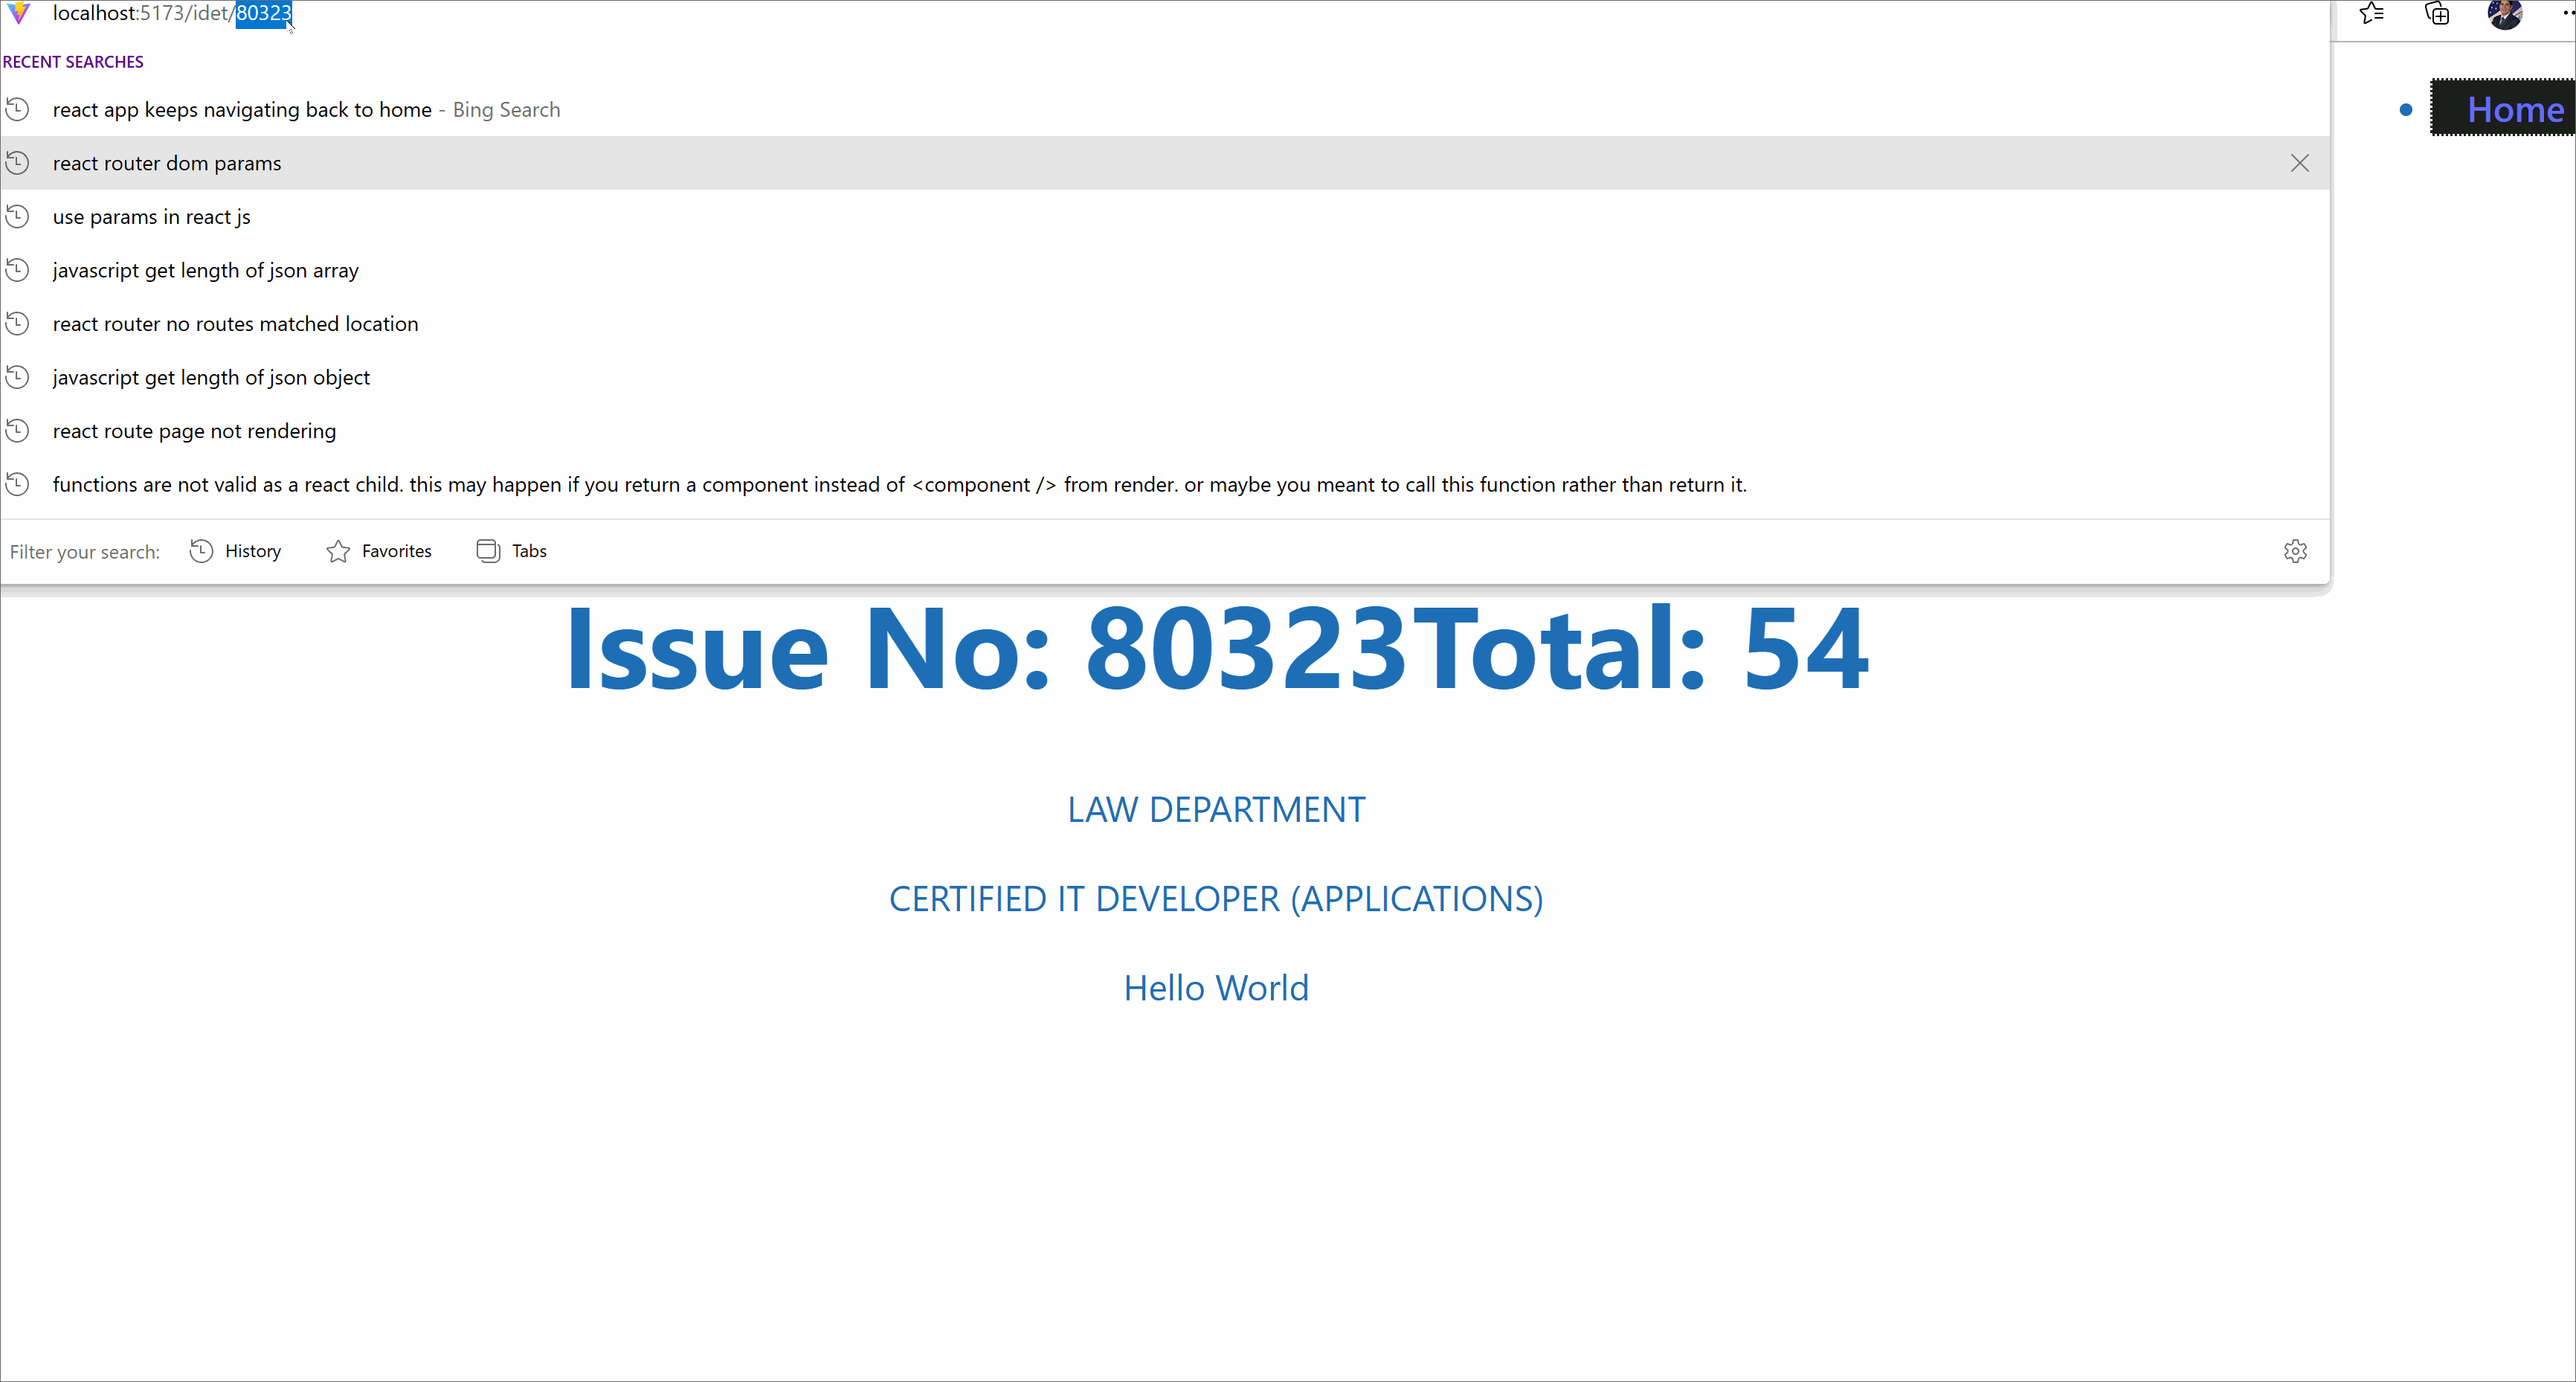 localhost:5173/idet/80323
RECENT SEARCHES
react app keeps navigating back to home - Bing Search
Home
react router dom params
use params in react js
javascript get length of json array
react router no routes matched location
javascript get length of json object
react route page not rendering
functions are not valid as a react child. this may happen if you return a component instead of <component /> from render. or maybe you meant to call this function rather than return it.
Filter your search: History Favorites Tabs
Issue No: 80323Total: 54
LAW DEPARTMENT
CERTIFIED IT DEVELOPER (APPLICATIONS)
Hello World